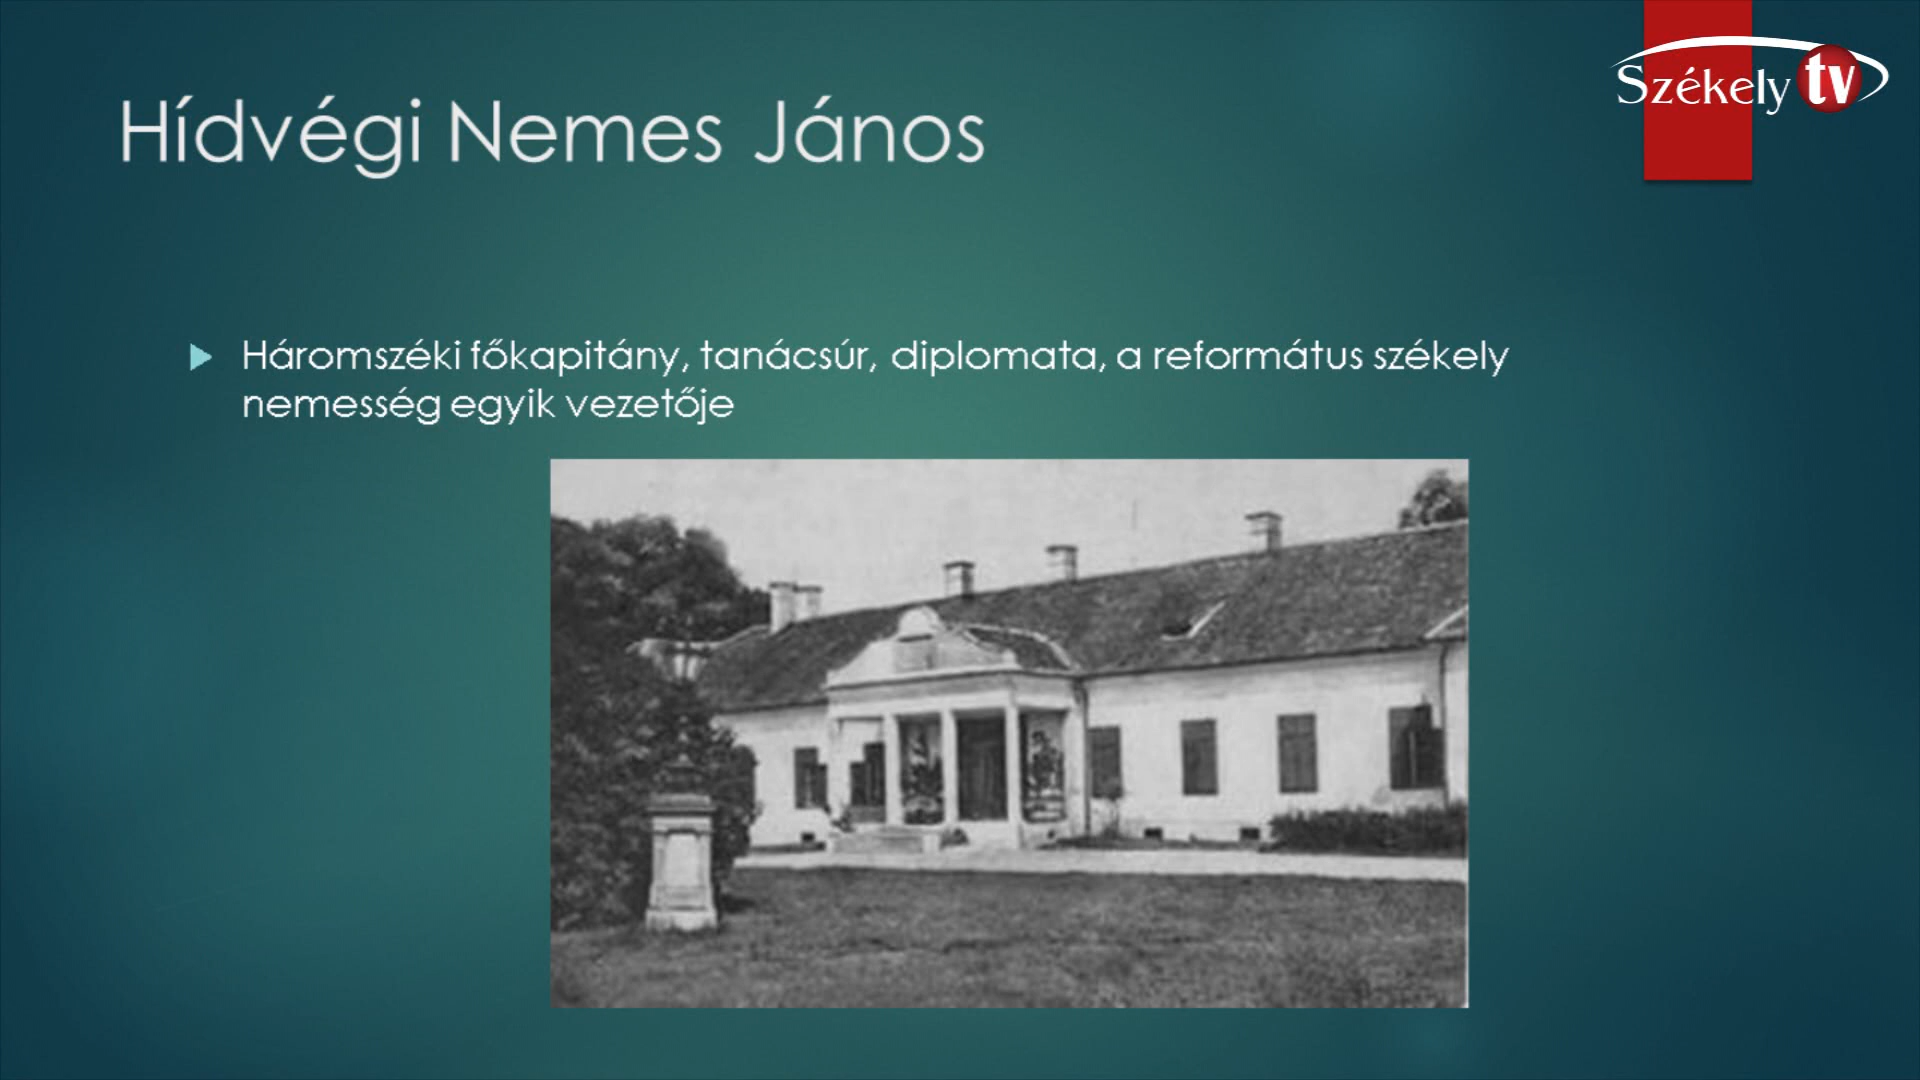 Székely tv
Hídvégi Nemes János
Háromszéki főkapitány, tanácsúr, diplomata, a református székely
nemesség egyik vezetője